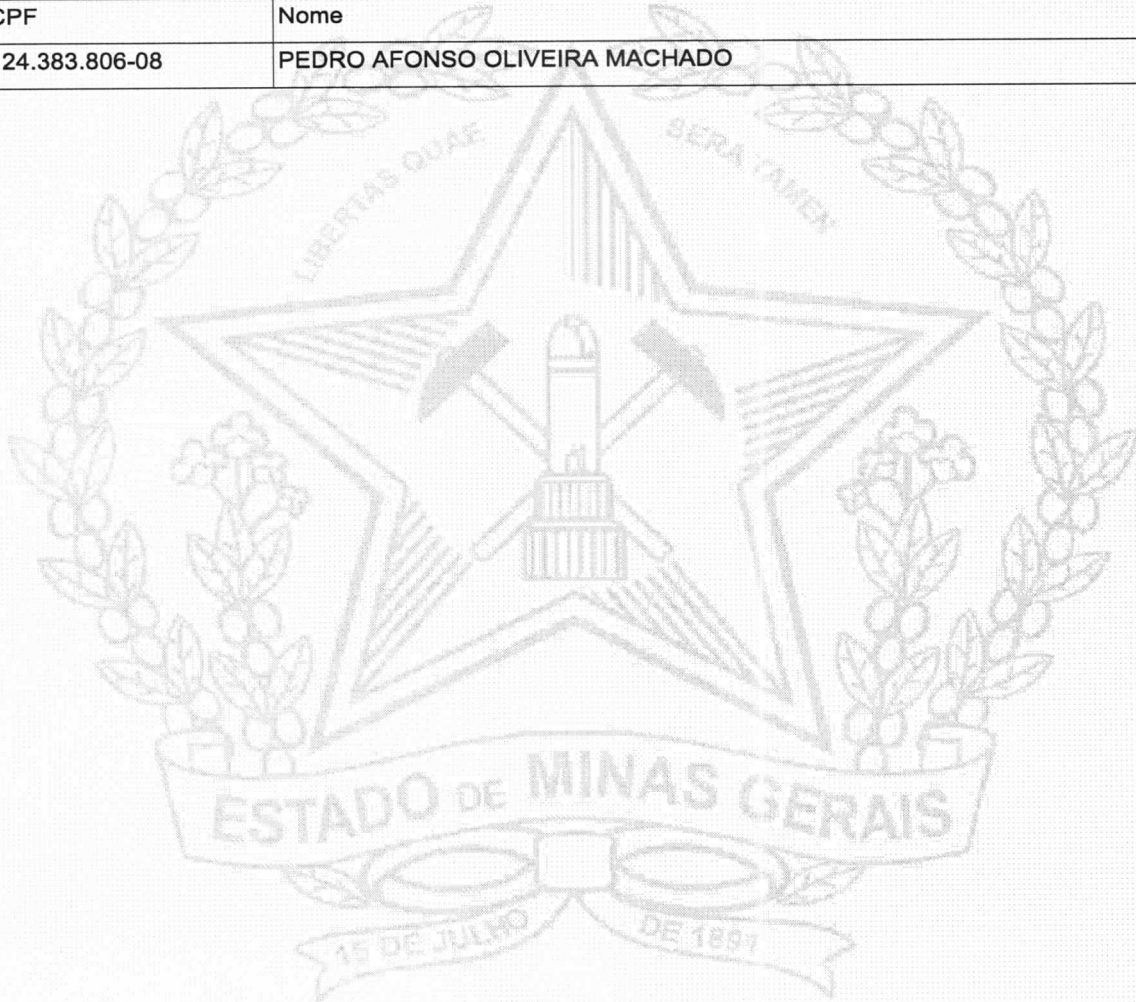 CPF Nome
24.383.806-08 PEDRO AFONSO OLIVEIRA MACHADO
LIBERTAS QUAE SERA TAMEN
ESTADO DE MINAS GERAIS
15 DE JULHO DE 1891